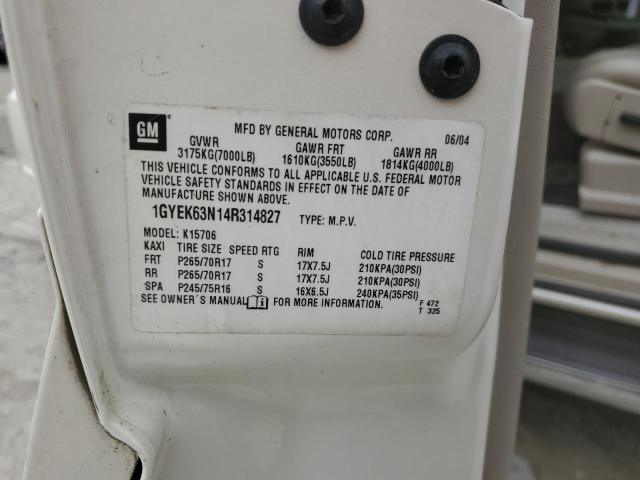 GM
MFD BY GENERAL MOTORS CORP. 06/04
GVWR GAWR FRT GAWR RR
3175KG(7000LB) 1610KG(3550LB) 1814KG(4000LB)
THIS VEHICLE CONFORMS TO ALL APPLICABLE U.S. FEDERAL MOTOR
VEHICLE SAFETY STANDARDS IN EFFECT ON THE DATE OF
MANUFACTURE SHOWN ABOVE.
1GYEK63N14R314827 TYPE: M.P.V.
MODEL: K15706
KAXI TIRE SIZE SPEED RTG RIM COLD TIRE PRESSURE
FRT P265/70R17 S 17X7.5J 210KPA(30PSI)
RR P265/70R17 S 17X7.5J 210KPA(30PSI)
SPA P245/75R16 S 16X6.5J 240KPA(35PSI)
SEE OWNER'S MANUAL FOR MORE INFORMATION. F 472
T 325